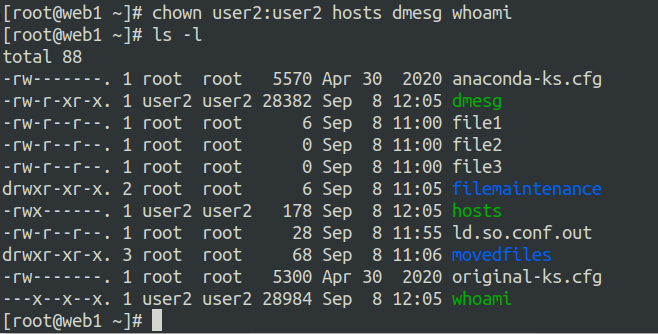 [root@web1 ~]# chown user2:user2 hosts dmesg whoami
[root@web1 ~]# ls -l
total 88
-rw-------. 1 root  root   5570 Apr 30  2020 anaconda-ks.cfg
-rw-r-xr-x. 1 user2 user2 28382 Sep  8 12:05 dmesg
-rw-r--r--. 1 root  root      6 Sep  8 11:00 file1
-rw-r--r--. 1 root  root      0 Sep  8 11:00 file2
-rw-r--r--. 1 root  root      0 Sep  8 11:00 file3
drwxr-xr-x. 2 root  root      6 Sep  8 11:05 filemaintenance
-rwx------. 1 user2 user2   178 Sep  8 12:05 hosts
-rw-r--r--. 1 root  root     28 Sep  8 11:55 ld.so.conf.out
drwxr-xr-x. 3 root  root     68 Sep  8 11:06 movedfiles
-rw-------. 1 root  root   5300 Apr 30  2020 original-ks.cfg
---x--x--x. 1 user2 user2 28984 Sep  8 12:05 whoami
[root@web1 ~]#